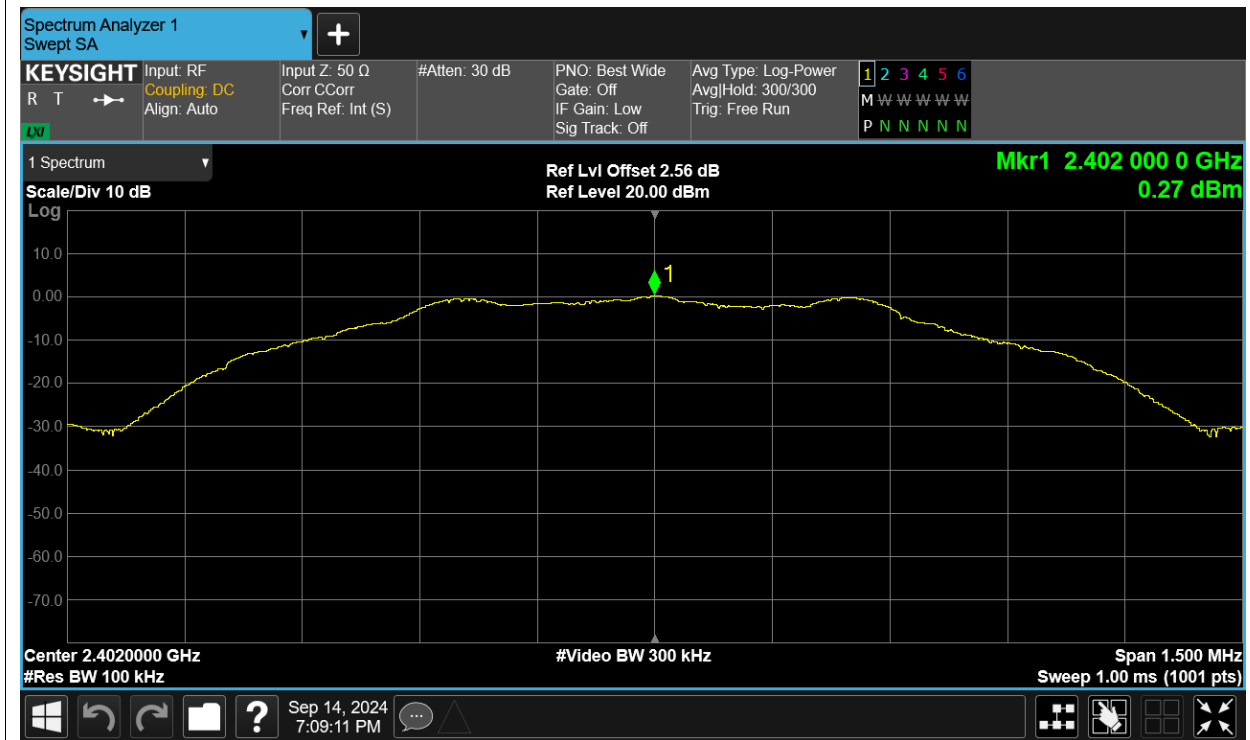 Spectrum Analyzer 1
Swept SA
+
KEYSIGHT
R T
LXI
Input: RF
Coupling: DC
Align: Auto
Input Z: 50 Ω
Corr CCorr
Freq Ref: Int (S)
#Atten: 30 dB
PNO: Best Wide
Gate: Off
IF Gain: Low
Sig Track: Off
Avg Type: Log-Power
Avg|Hold: 300/300
Trig: Free Run
1 2 3 4 5 6
M W W W W W
P N N N N N
1 Spectrum
Scale/Div 10 dB
Log
Ref Lvl Offset 2.56 dB
Ref Level 20.00 dBm
Mkr1 2.402 000 0 GHz
0.27 dBm
10.0
1
0.00
-10.0
-20.0
-30.0
-40.0
-50.0
-60.0
-70.0
Center 2.4020000 GHz
#Res BW 100 kHz
#Video BW 300 kHz
Span 1.500 MHz
Sweep 1.00 ms (1001 pts)
?
Sep 14, 2024
7:09:11 PM